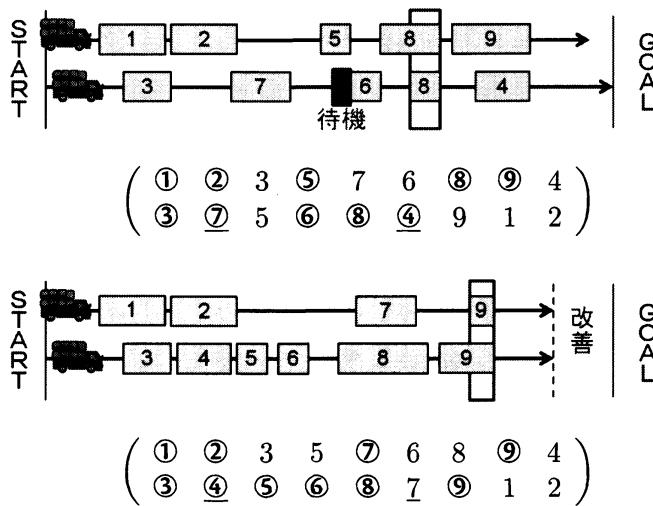 START 1 2 5 8 9 GOAL
3 7 6 8 4
待機
① ② 3 ⑤ 7 6 ⑧ ⑨ 4
③ ⑦ 5 ⑥ ⑧ ④ 9 1 2
START 1 2 7 9 改善 GOAL
3 4 5 6 8 9
① ② 3 5 ⑦ 6 8 ⑨ 4
③ ④ ⑤ ⑥ ⑧ 7 ⑨ 1 2